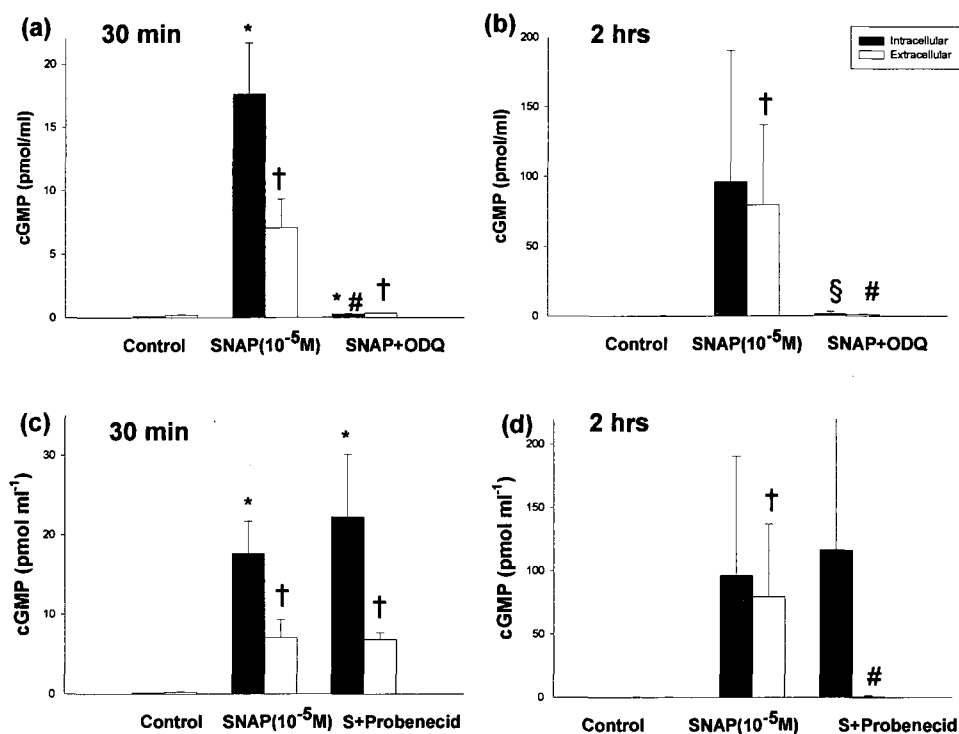 (a) 30 min
*
†
* # †
20
15
10
5
0
cGMP (pmol/ml)
Control SNAP(10⁻⁵M) SNAP+ODQ
(b) 2 hrs
Intracellular
Extracellular
†
§ #
200
150
100
50
0
cGMP (pmol/ml)
Control SNAP(10⁻⁵M) SNAP+ODQ
(c) 30 min
* *
† †
30
20
10
0
cGMP (pmol ml⁻¹)
Control SNAP(10⁻⁵M) S+Probenecid
(d) 2 hrs
†
#
200
150
100
50
0
cGMP (pmol ml⁻¹)
Control SNAP(10⁻⁵M) S+Probenecid